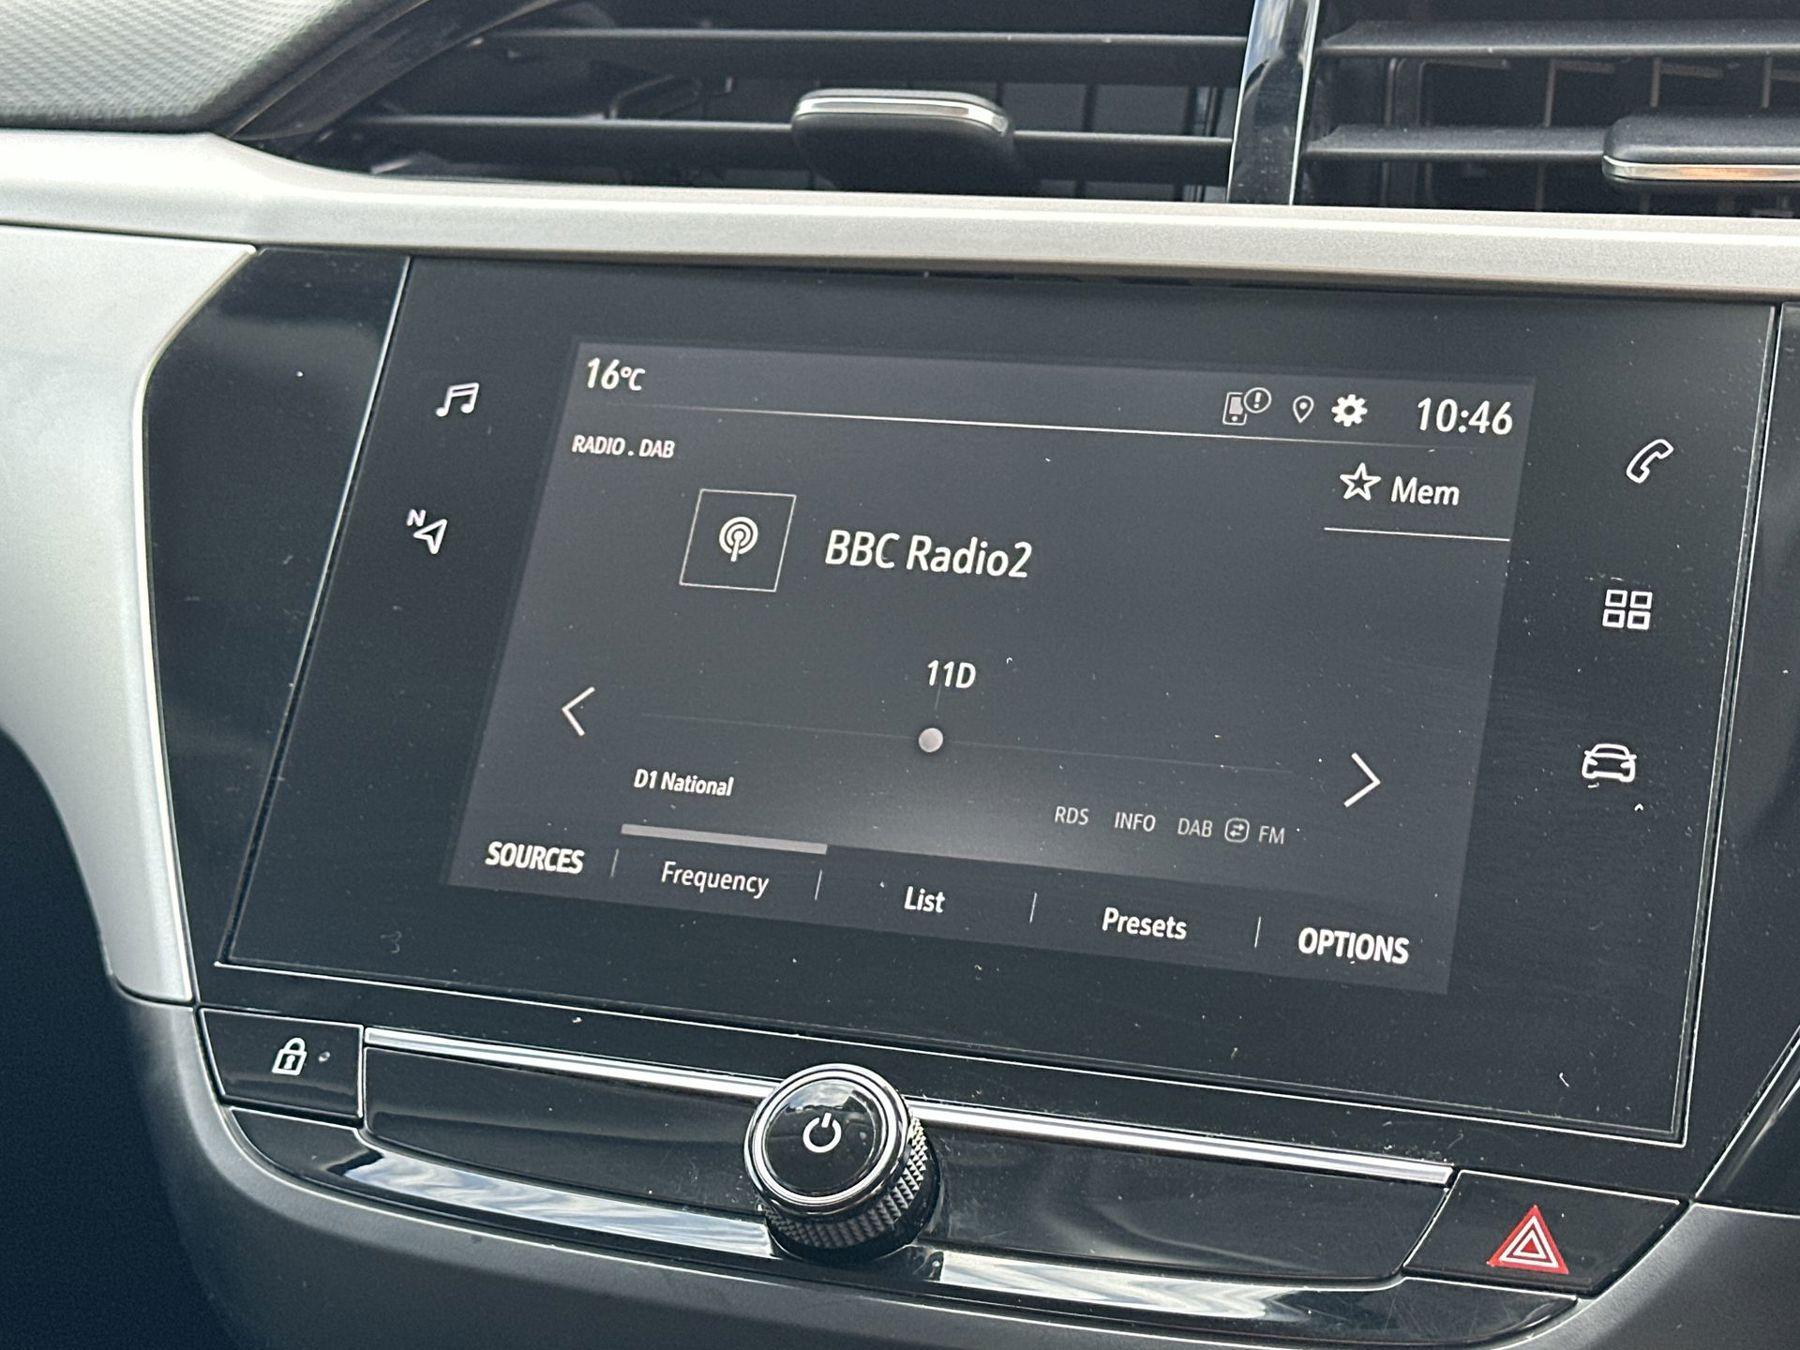 16°C
10:46
RADIO . DAB
Mem
N
BBC Radio2
11D
D1 National
RDS INFO DAB FM
SOURCES Frequency List Presets OPTIONS